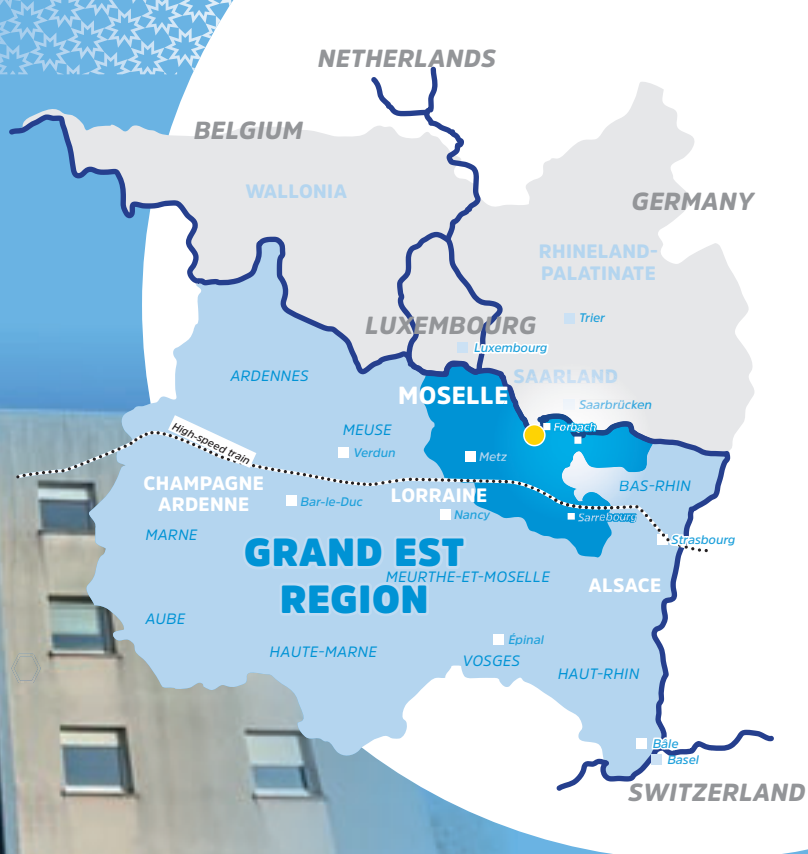 NETHERLANDS
BELGIUM
WALLONIA
GERMANY
RHINELAND-
PALATINATE
Trier
LUXEMBOURG
Luxembourg
ARDENNES
SAARLAND
MOSELLE
Saarbrücken
MEUSE
Forbach
High-speed train
Verdun
Metz
CHAMPAGNE
ARDENNE
LORRAINE
BAS-RHIN
Bar-le-Duc
Nancy
Sarrebourg
MARNE
Strasbourg
GRAND EST
REGION
MEURTHE-ET-MOSELLE
ALSACE
AUBE
Épinal
HAUTE-MARNE
VOSGES
HAUT-RHIN
Bâle
Basel
SWITZERLAND